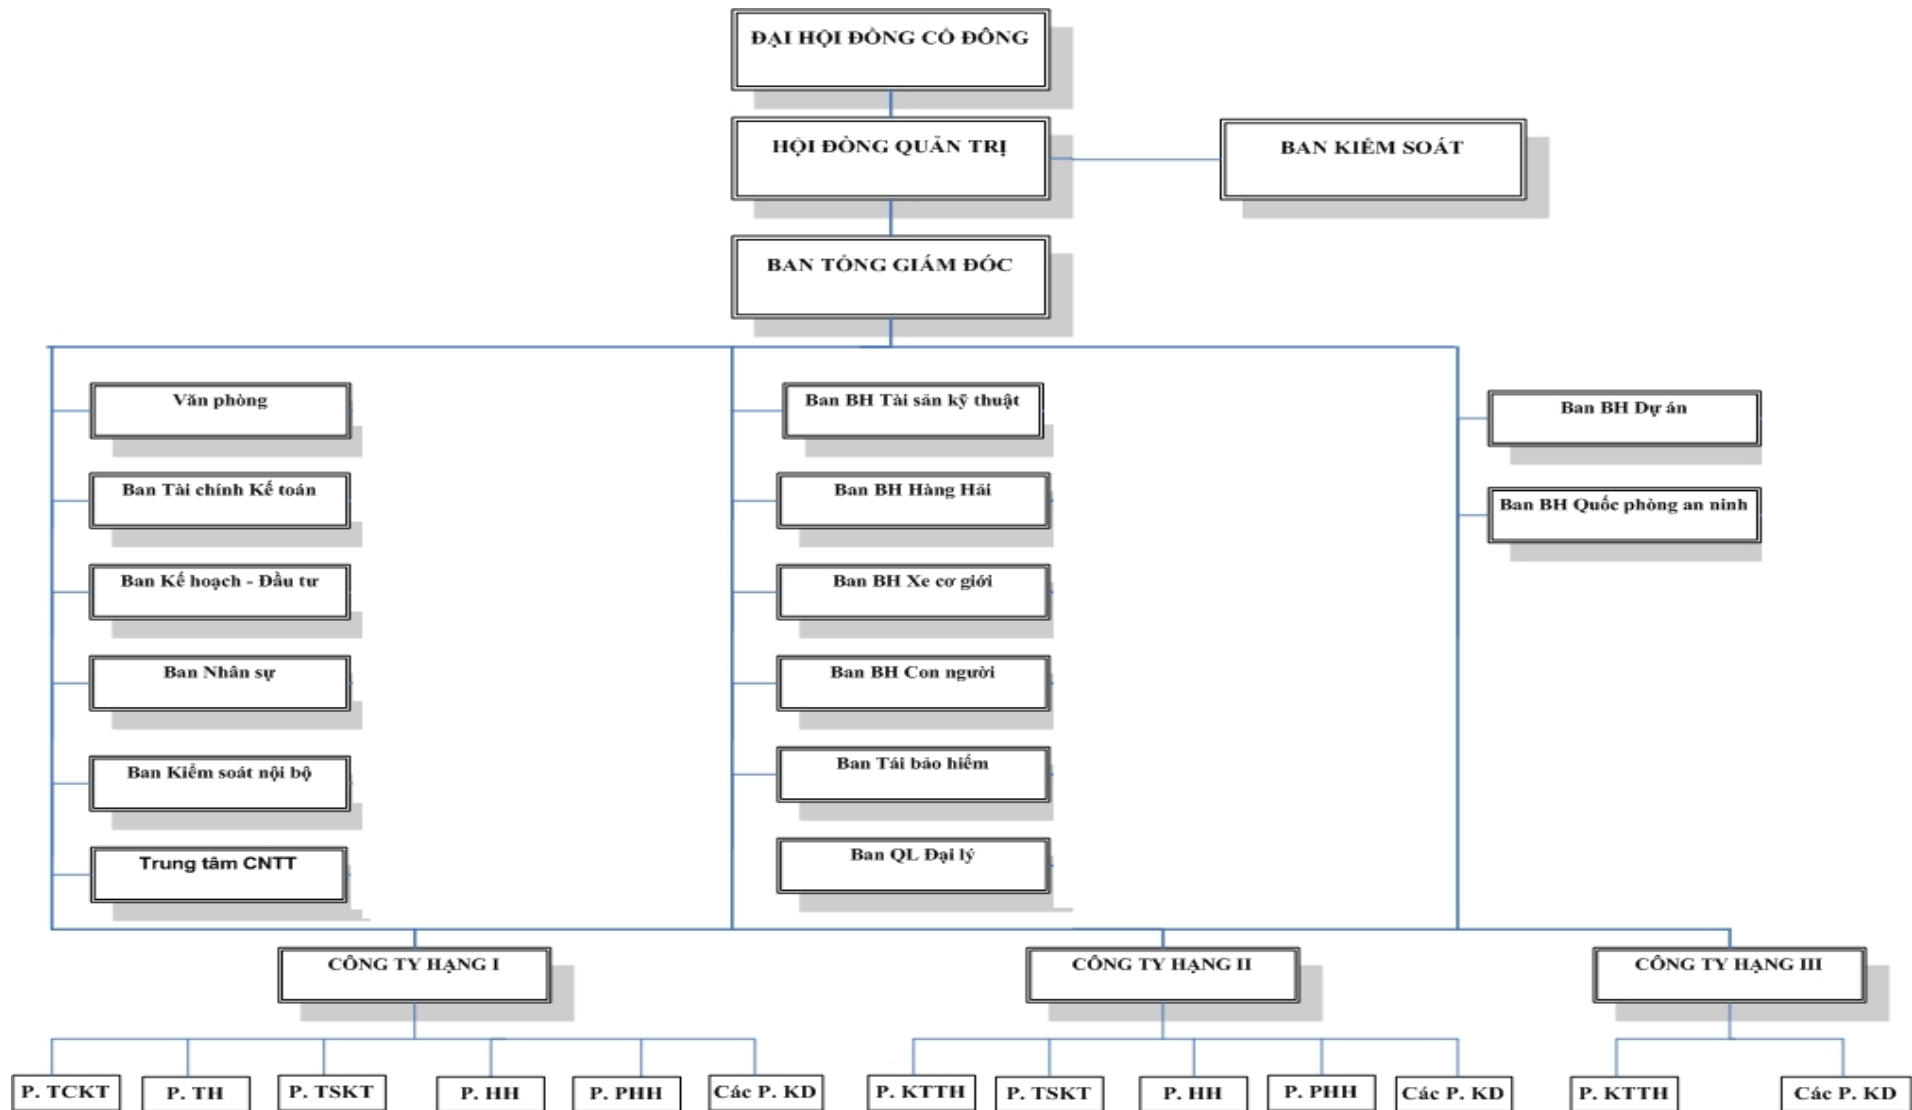 ĐẠI HỘI ĐỒNG CỔ ĐÔNG
HỘI ĐỒNG QUẢN TRỊ
BAN KIỂM SOÁT
BAN TỔNG GIÁM ĐỐC
Văn phòng
Ban BH Tài sản kỹ thuật
Ban BH Dự án
Ban Tài chính Kế toán
Ban BH Hàng Hải
Ban BH Quốc phòng an ninh
Ban Kế hoạch - Đầu tư
Ban BH Xe cơ giới
Ban Nhân sự
Ban BH Con người
Ban Kiểm soát nội bộ
Ban Tái bảo hiểm
Trung tâm CNTT
Ban QL Đại lý
CÔNG TY HẠNG I
CÔNG TY HẠNG II
CÔNG TY HẠNG III
P. TCKT
P. TH
P. TSKT
P. HH
P. PHH
Các P. KD
P. KTTH
P. TSKT
P. HH
P. PHH
Các P. KD
P. KTTH
Các P. KD